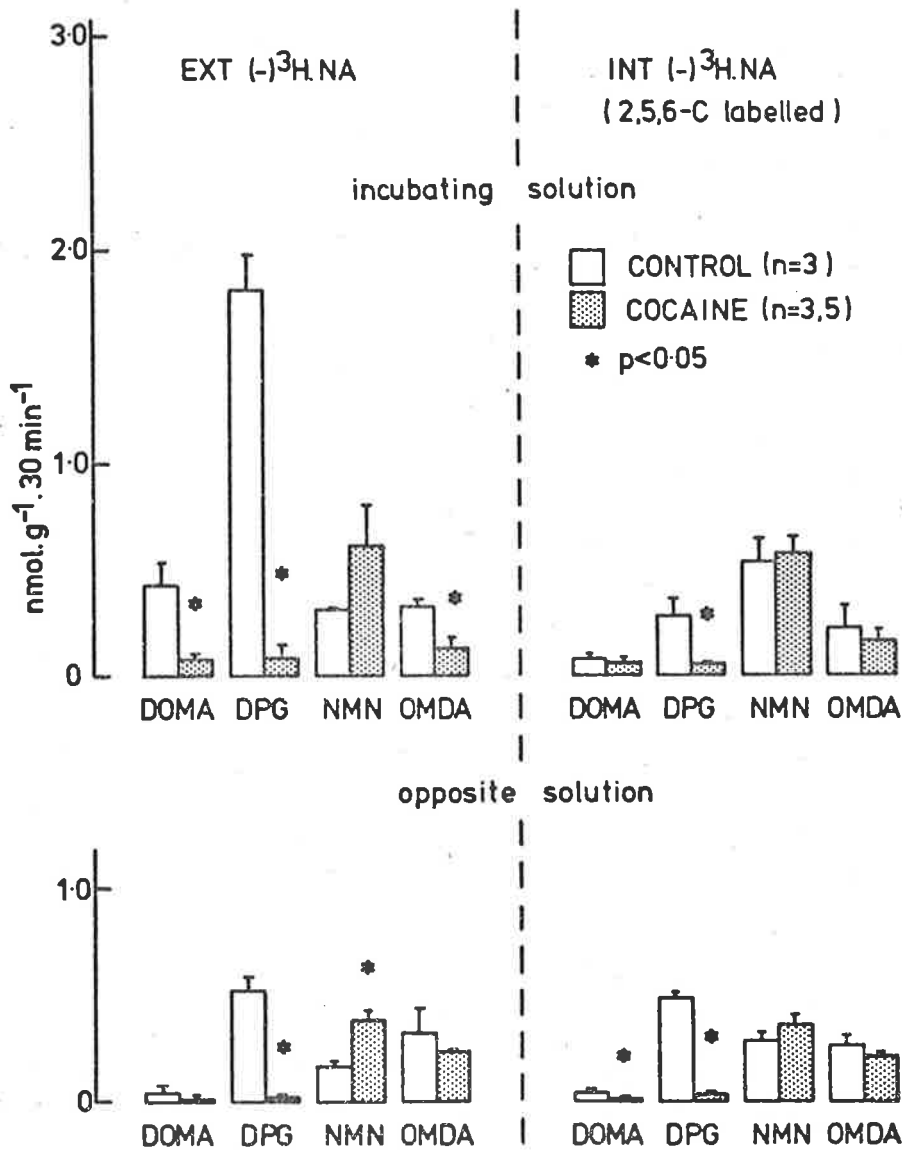 3·0
EXT (-)³H.NA
INT (-)³H.NA
(2,5,6-C labelled)
incubating solution
2·0
CONTROL (n=3)
COCAINE (n=3,5)
* p<0·05
nmol.g⁻¹.30 min⁻¹
1·0
*
*
*
*
0
DOMA DPG NMN OMDA
DOMA DPG NMN OMDA
opposite solution
1·0
*
*
*
*
0
DOMA DPG NMN OMDA
DOMA DPG NMN OMDA